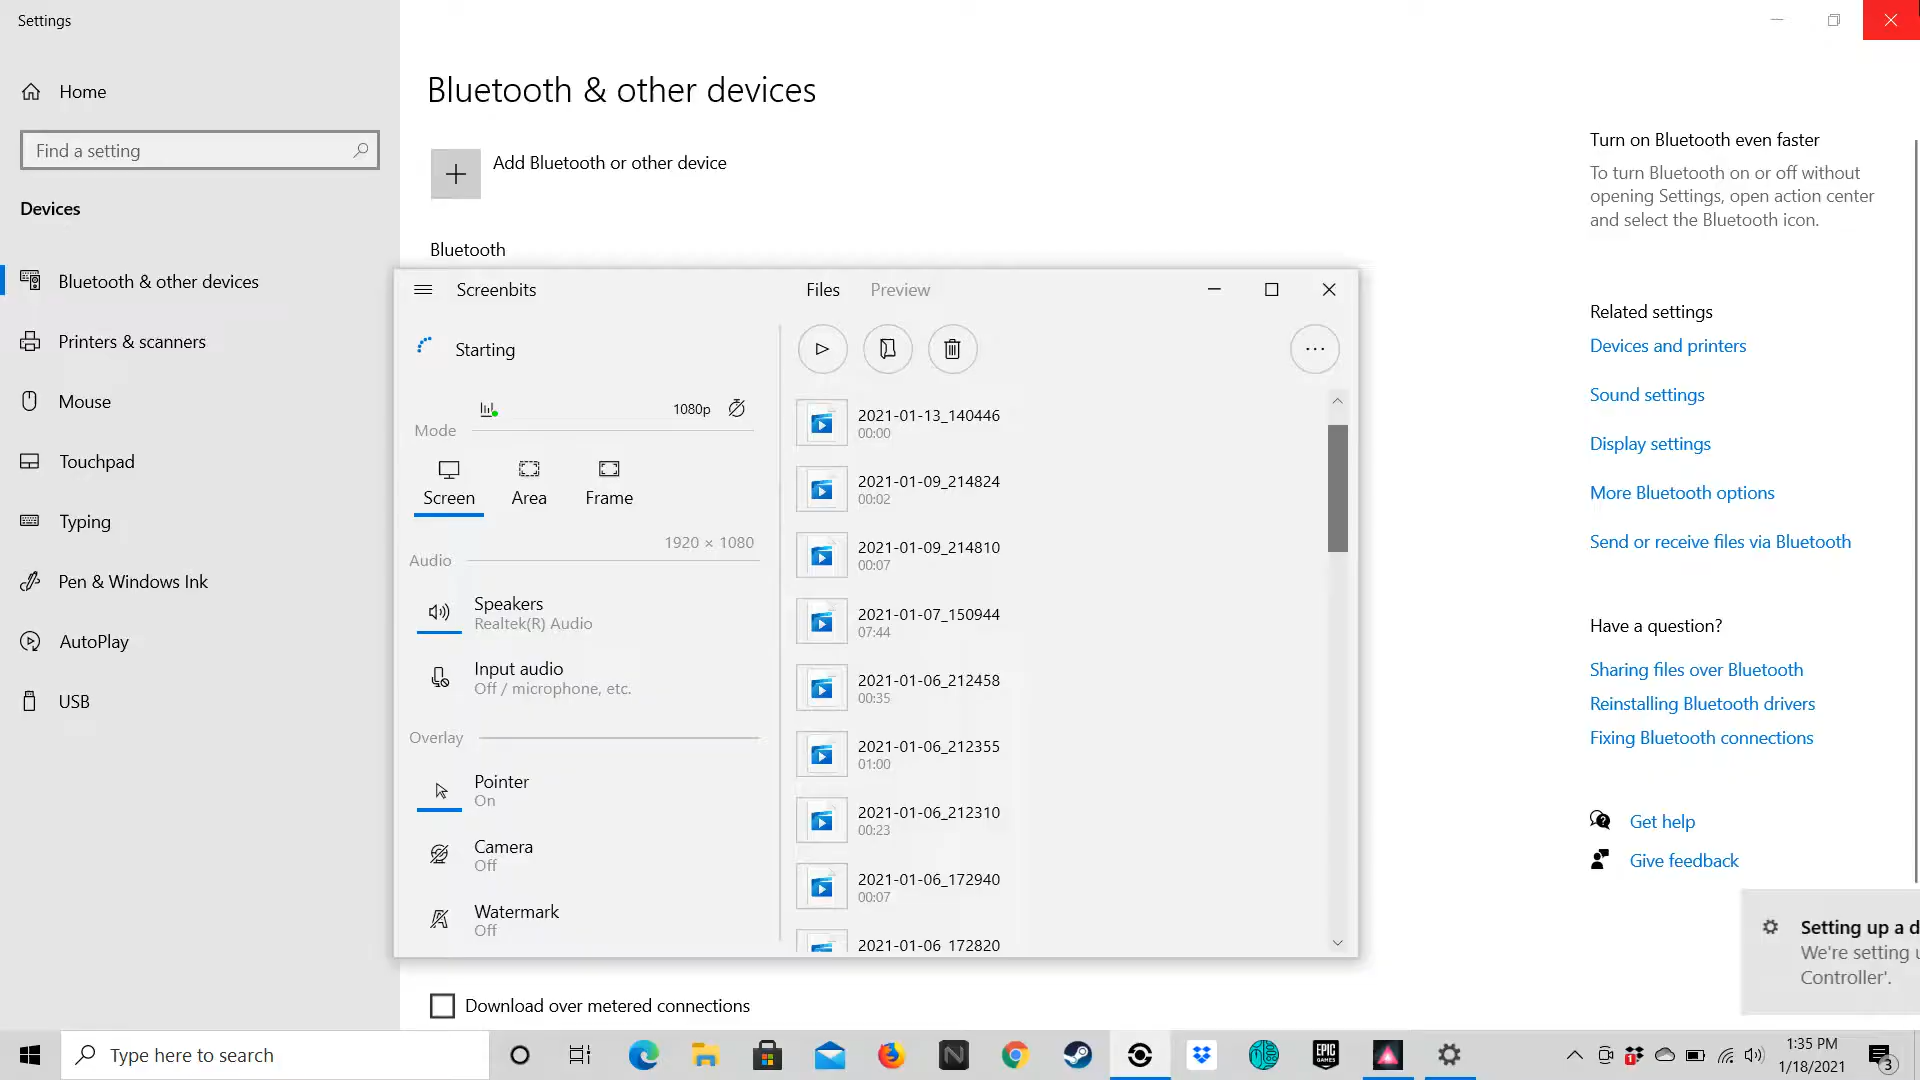 Settings
Home
Find a setting
Devices
Bluetooth & other devices
Printers & scanners
Mouse
Touchpad
Typing
Pen & Windows Ink
AutoPlay
USB
Bluetooth & other devices
Add Bluetooth or other device
Bluetooth
Screenbits
Files
Preview
Starting
1080p
Mode
Screen
Area
Frame
1920 × 1080
Audio
Speakers
Realtek(R) Audio
Input audio
Off / microphone, etc.
Overlay
Pointer
On
Camera
Off
Watermark
Off
2021-01-13_140446
00:00
2021-01-09_214824
00:02
2021-01-09_214810
00:07
2021-01-07_150944
07:44
2021-01-06_212458
00:35
2021-01-06_212355
01:00
2021-01-06_212310
00:23
2021-01-06_172940
00:07
2021-01-06_172820
Download over metered connections
Turn on Bluetooth even faster
To turn Bluetooth on or off without
opening Settings, open action center
and select the Bluetooth icon.
Related settings
Devices and printers
Sound settings
Display settings
More Bluetooth options
Send or receive files via Bluetooth
Have a question?
Sharing files over Bluetooth
Reinstalling Bluetooth drivers
Fixing Bluetooth connections
Get help
Give feedback
Setting up a d
We're setting u
Controller'.
Type here to search
EPIC
GAMES
1
1:35 PM
1/18/2021
3